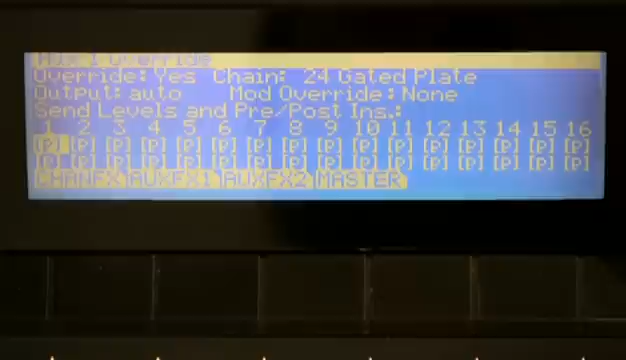 Aux 1 Override
Override: Yes Chain: 24 Gated Plate
Output: auto Mod Override: None
Send Levels and Pre/Post Ins.:
1 2 3 4 5 6 7 8 9 10 11 12 13 14 15 16
[p] [p] [p] [p] [p] [p] [p] [p] [p] [p] [p] [p] [p] [p] [p] [p]
[p] [p] [p] [p] [p] [p] [p] [p] [p] [p] [p] [p] [p] [p] [p] [p]
CHANFX AUXFX1 AUXFX2 MASTER